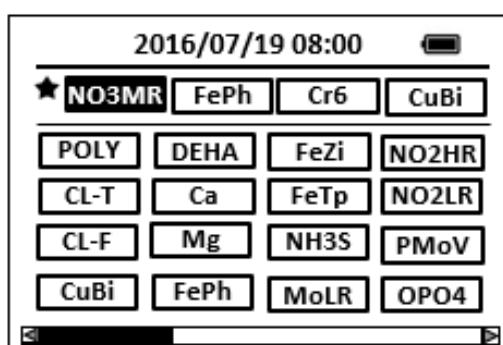 2016/07/19 08:00
NO3MR FePh Cr6 CuBi
POLY DEHA FeZi NO2HR
CL-T Ca FeTp NO2LR
CL-F Mg NH3S PMoV
CuBi FePh MoLR OPO4